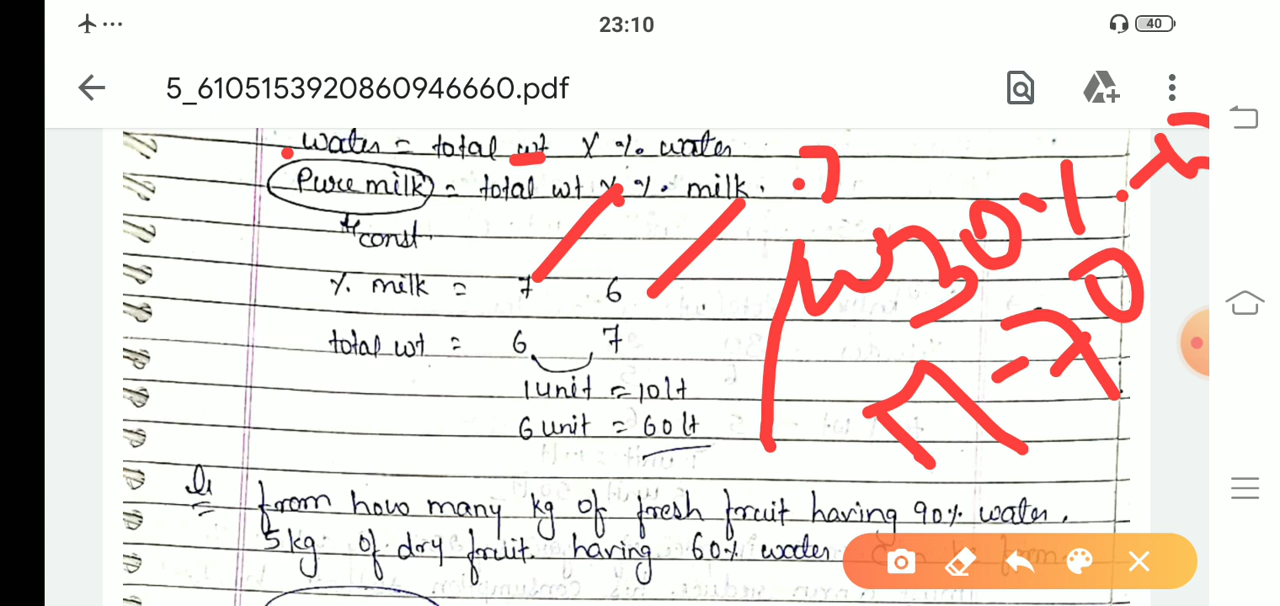 23:10
40
5_6105153920860946660.pdf
water = total wt x % water
Pure milk = total wt x % milk.
const.
% milk = 7 6
total wt = 6 7
1 unit = 10 lt
6 unit = 60 lt
w 30%
M - 70
from how many kg of fresh fruit having 90% water.
5 kg of dry fruit having 60% water